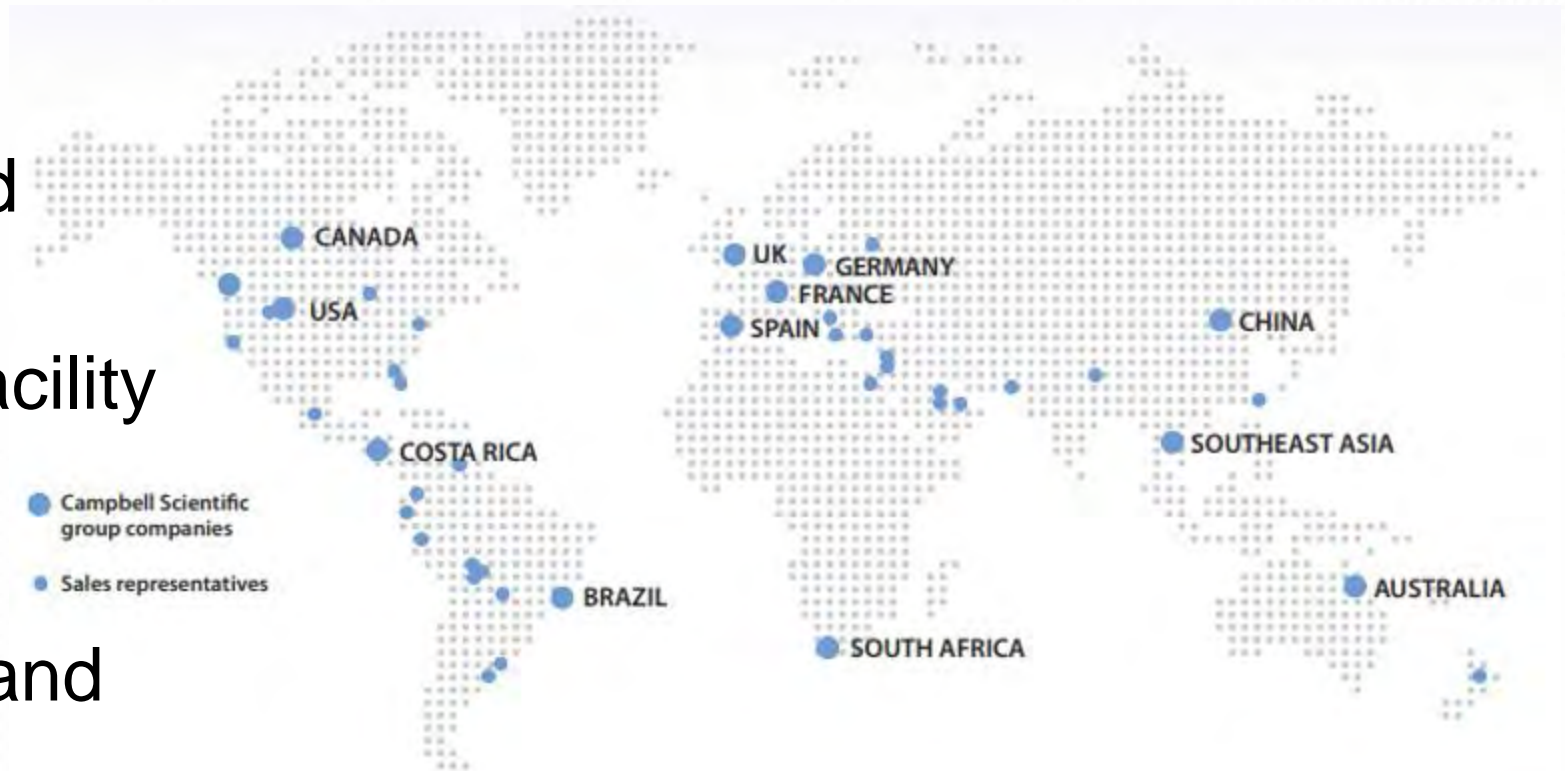 d
CANADA
UK
GERMANY
FRANCE
USA
SPAIN
CHINA
acility
COSTA RICA
SOUTHEAST ASIA
Campbell Scientific
group companies
Sales representatives
BRAZIL
AUSTRALIA
SOUTH AFRICA
and